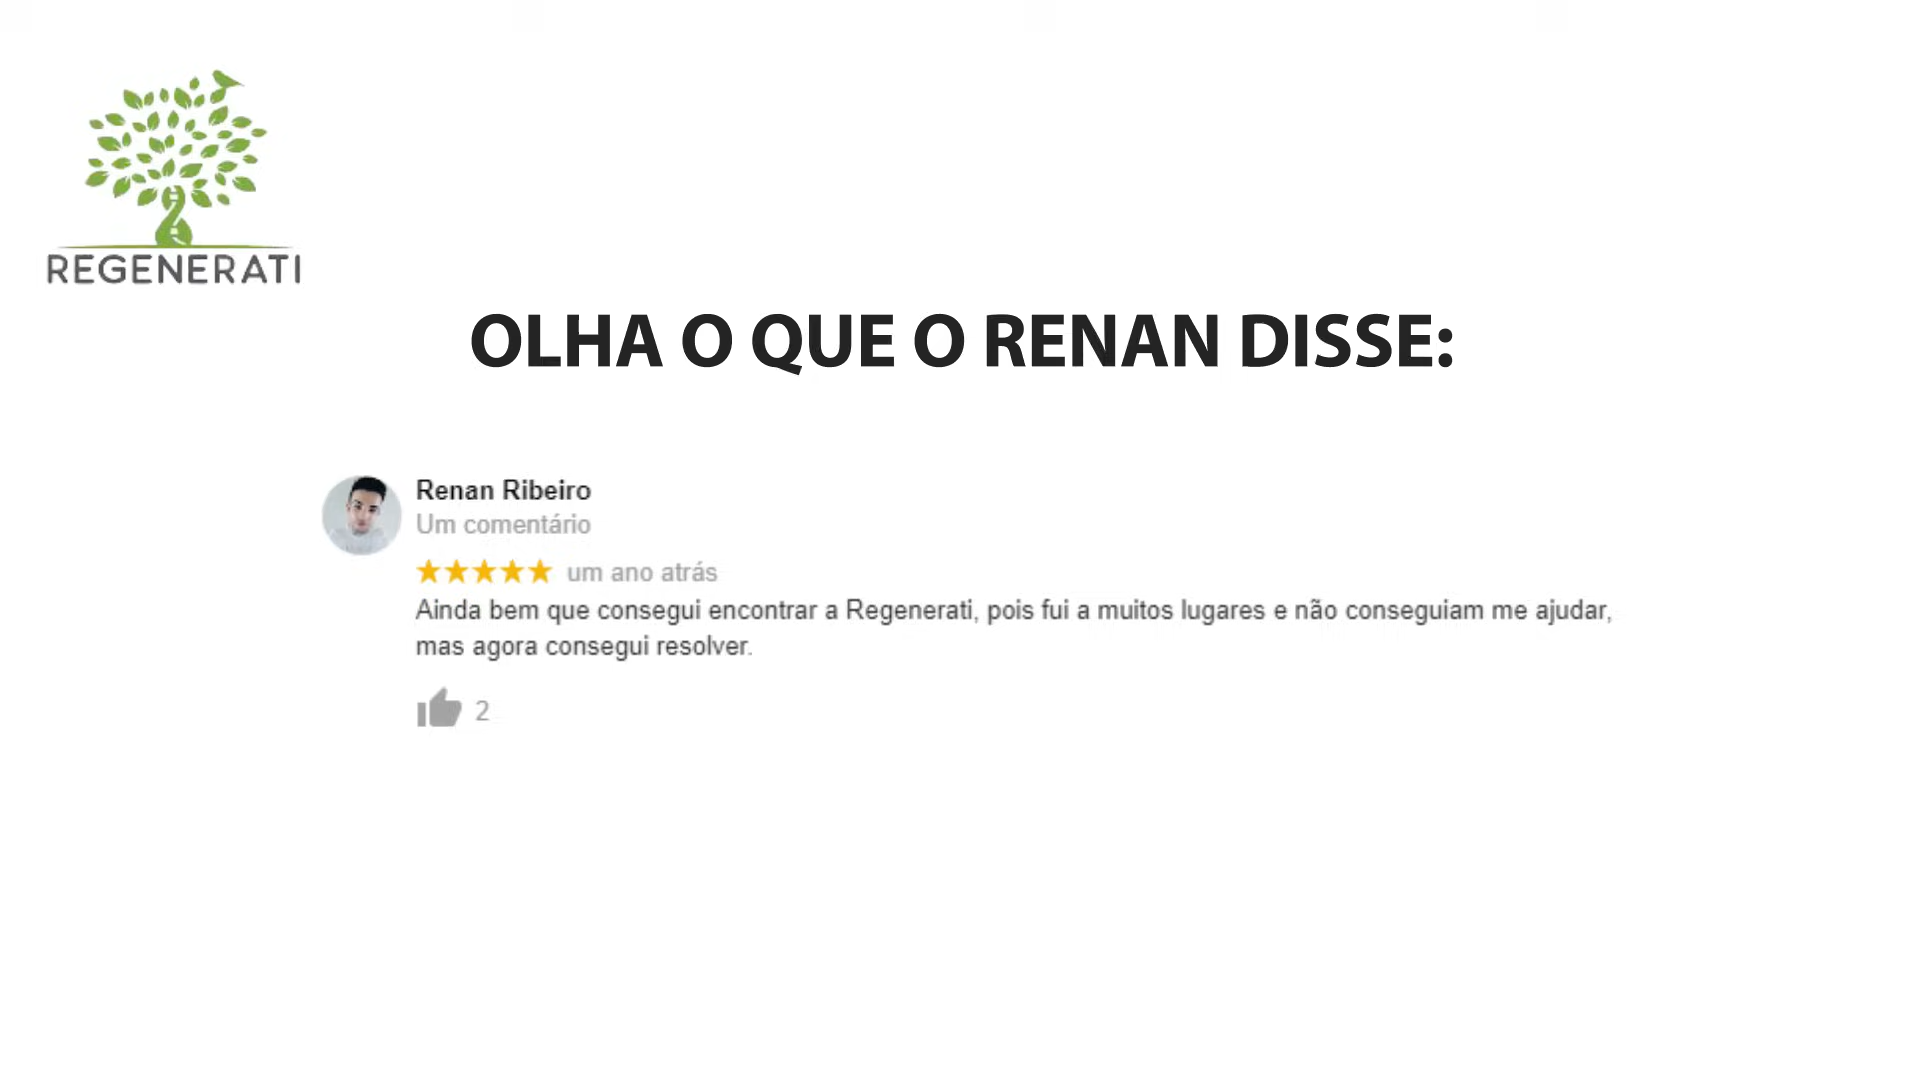 REGENERATI
OLHA O QUE O RENAN DISSE:
Renan Ribeiro
Um comentário
um ano atrás
Ainda bem que consegui encontrar a Regenerati, pois fui a muitos lugares e não conseguiam me ajudar,
mas agora consegui resolver.
2